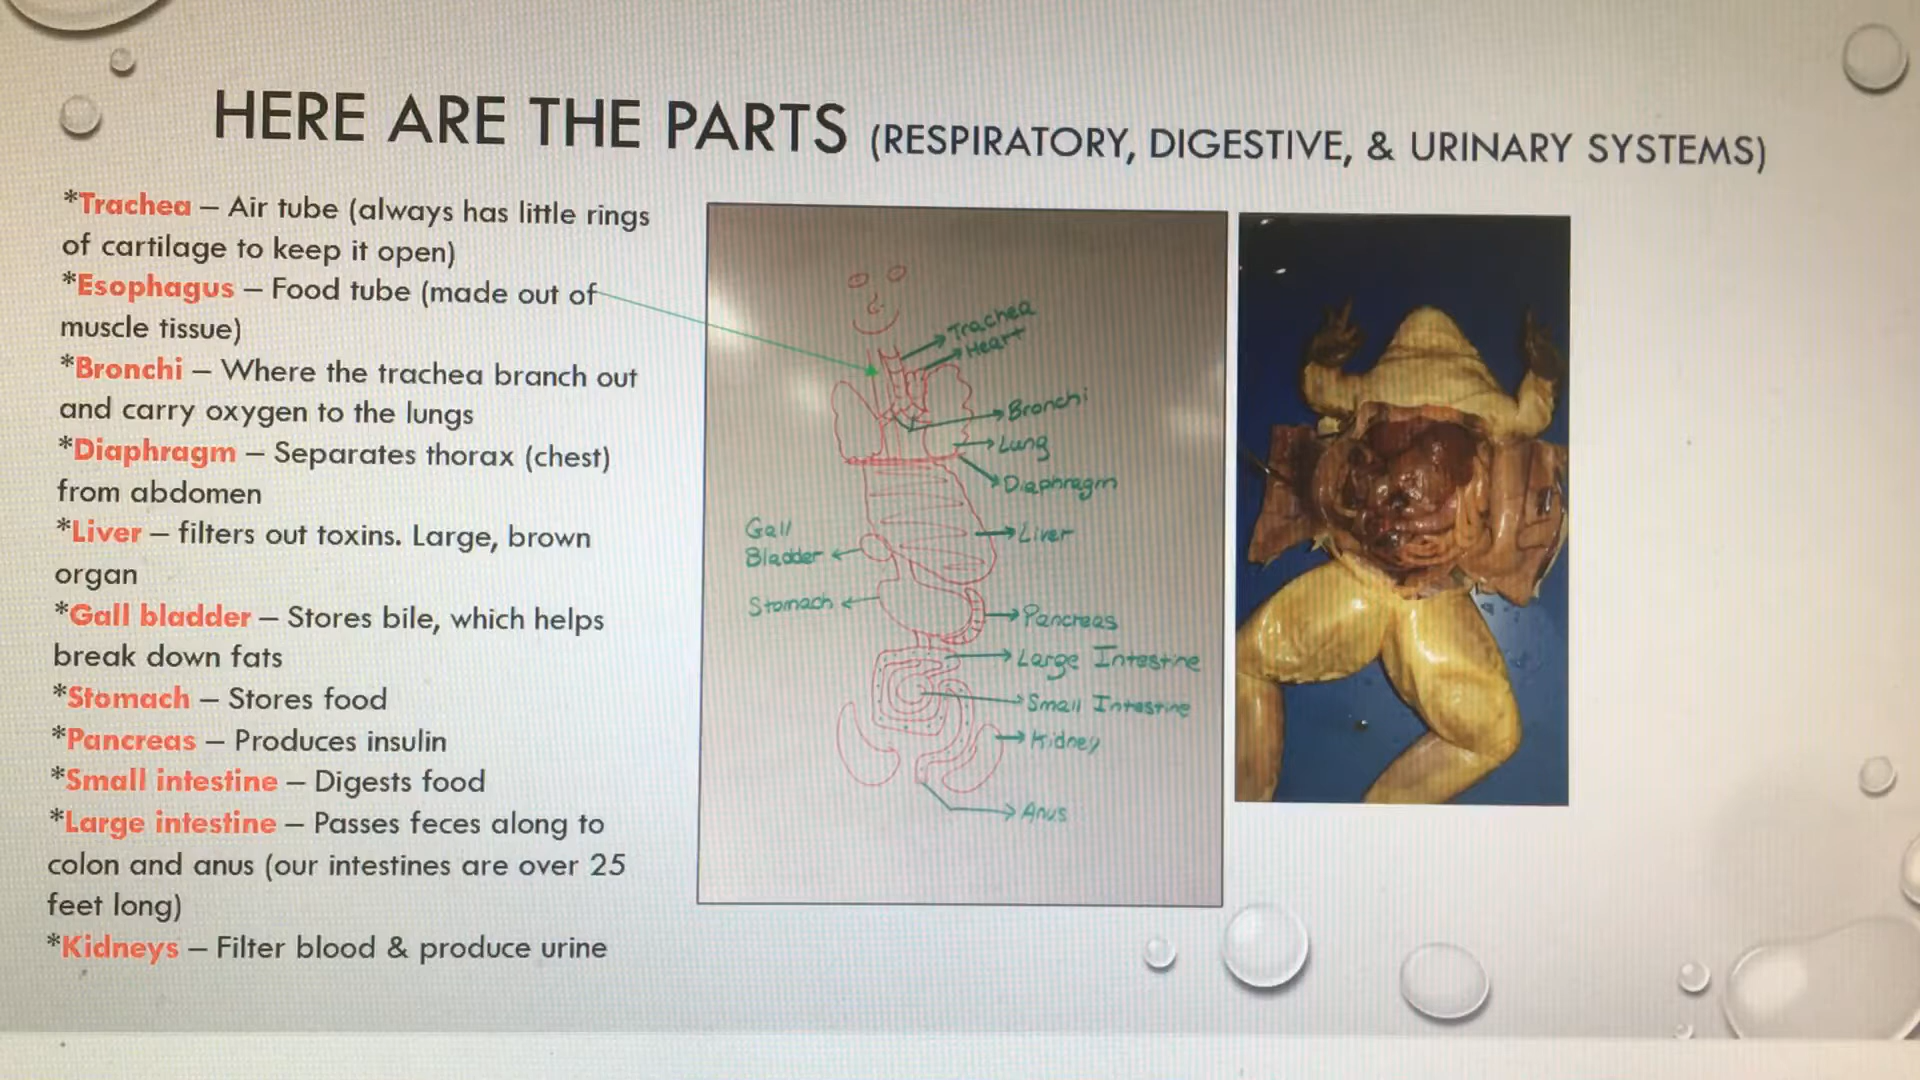 HERE ARE THE PARTS (RESPIRATORY, DIGESTIVE, & URINARY SYSTEMS)
*Trachea – Air tube (always has little rings
of cartilage to keep it open)
*Esophagus – Food tube (made out of
muscle tissue)
*Bronchi – Where the trachea branch out
and carry oxygen to the lungs
*Diaphragm – Separates thorax (chest)
from abdomen
*Liver – filters out toxins. Large, brown
organ
*Gall bladder – Stores bile, which helps
break down fats
*Stomach – Stores food
*Pancreas – Produces insulin
*Small intestine – Digests food
*Large intestine – Passes feces along to
colon and anus (our intestines are over 25
feet long)
*Kidneys – Filter blood & produce urine
Trachea
Heart
Bronchi
Lung
Diaphragm
Gall
Bladder
Liver
Stomach
Pancreas
Large Intestine
Small Intestine
Kidney
Anus